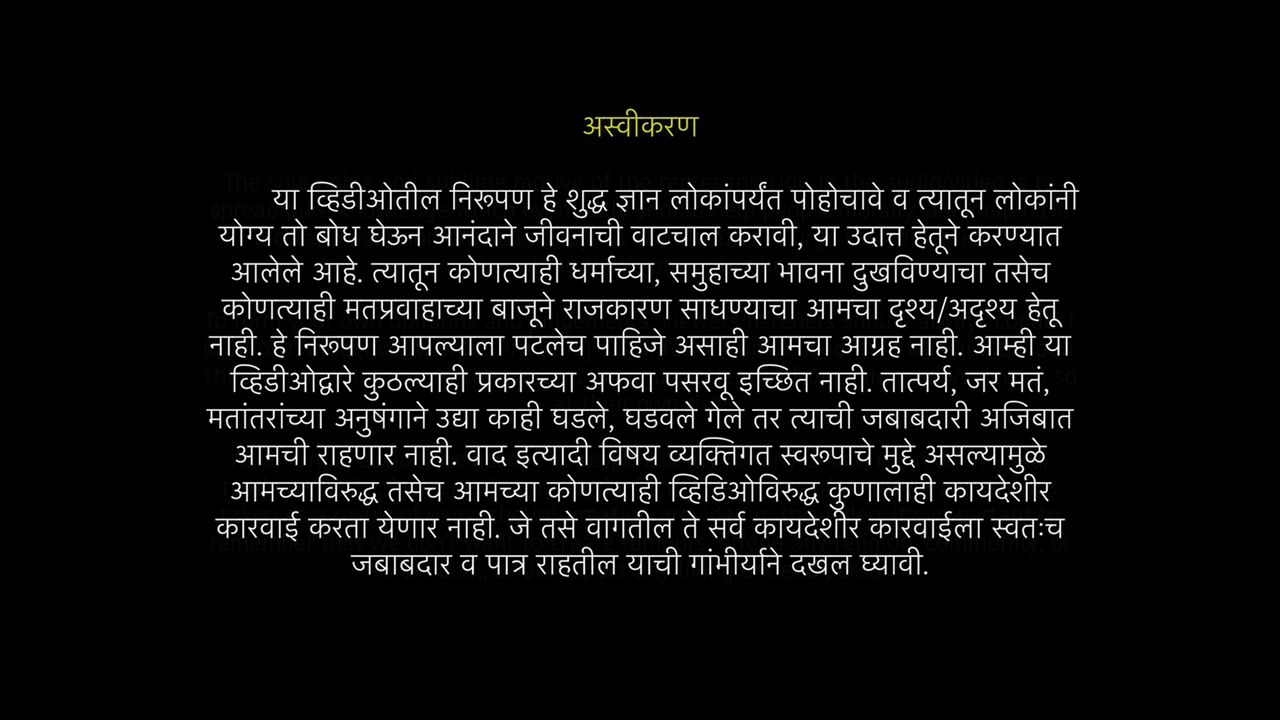 अस्वीकरण
या व्हिडीओतील निरूपण हे शुद्ध ज्ञान लोकांपर्यंत पोहोचावे व त्यातून लोकांनी
योग्य तो बोध घेऊन आनंदाने जीवनाची वाटचाल करावी, या उदात्त हेतूने करण्यात
आलेले आहे. त्यातून कोणत्याही धर्माच्या, समुहाच्या भावना दुखविण्याचा तसेच
कोणत्याही मतप्रवाहाच्या बाजूने राजकारण साधण्याचा आमचा दृश्य/अदृश्य हेतू
नाही. हे निरूपण आपल्याला पटलेच पाहिजे असाही आमचा आग्रह नाही. आम्ही या
व्हिडीओद्वारे कुठल्याही प्रकारच्या अफवा पसरवू इच्छित नाही. तात्पर्य, जर मतं,
मतांतरांच्या अनुषंगाने उद्या काही घडले, घडवले गेले तर त्याची जबाबदारी अजिबात
आमची राहणार नाही. वाद इत्यादी विषय व्यक्तिगत स्वरूपाचे मुद्दे असल्यामुळे
आमच्याविरुद्ध तसेच आमच्या कोणत्याही व्हिडिओविरुद्ध कुणालाही कायदेशीर
कारवाई करता येणार नाही. जे तसे वागतील ते सर्व कायदेशीर कारवाईला स्वतःच
जबाबदार व पात्र राहतील याची गांभीर्याने दखल घ्यावी.